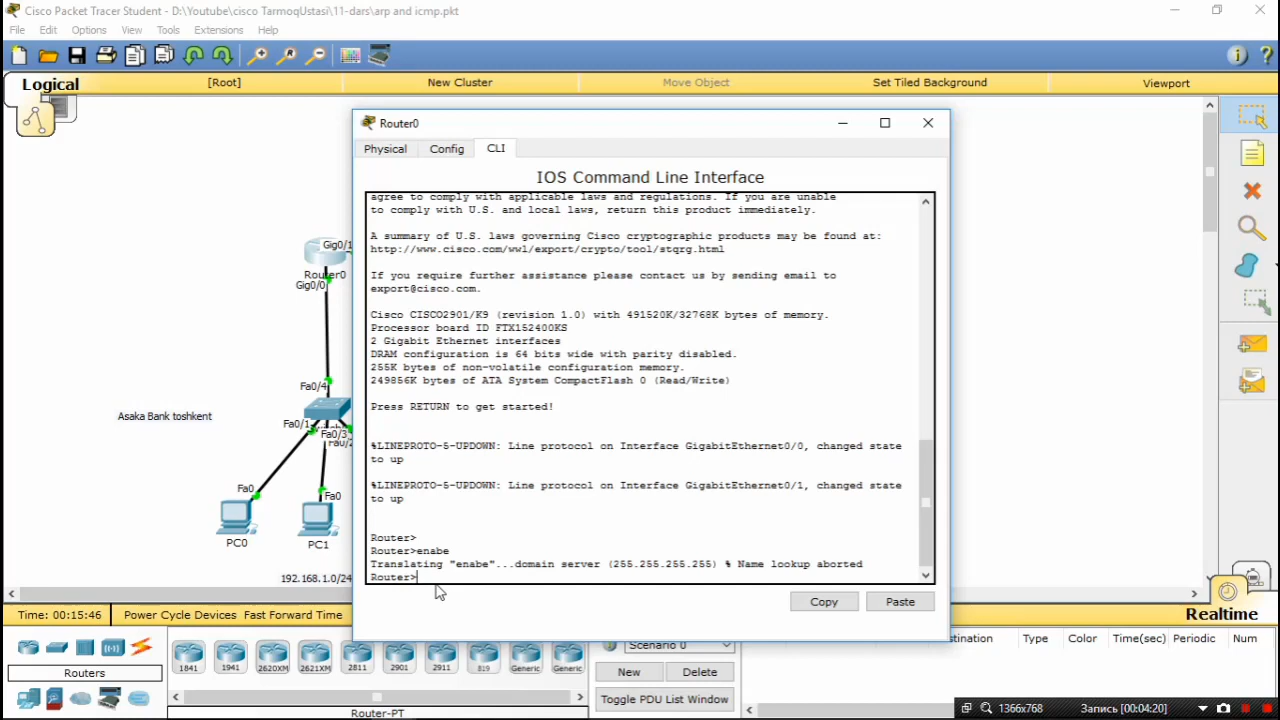 Cisco Packet Tracer Student - D:\Youtube\cisco TarmoqUstasi\11-dars\arp and icmp.pkt
File Edit Options View Tools Extensions Help
Logical [Root] New Cluster Move Object Set Tiled Background Viewport
Router0
Physical Config CLI
IOS Command Line Interface
agree to comply with applicable laws and regulations. If you are unable
to comply with U.S. and local laws, return this product immediately.
A summary of U.S. laws governing Cisco cryptographic products may be found at:
http://www.cisco.com/wwl/export/crypto/tool/stqrg.html
If you require further assistance please contact us by sending email to
export@cisco.com.
Cisco CISCO2901/K9 (revision 1.0) with 491520K/32768K bytes of memory.
Processor board ID FTX152400KS
2 Gigabit Ethernet interfaces
DRAM configuration is 64 bits wide with parity disabled.
255K bytes of non-volatile configuration memory.
249856K bytes of ATA System CompactFlash 0 (Read/Write)
Press RETURN to get started!
%LINEPROTO-5-UPDOWN: Line protocol on Interface GigabitEthernet0/0, changed state
to up
%LINEPROTO-5-UPDOWN: Line protocol on Interface GigabitEthernet0/1, changed state
to up
Router>
Router>enabe
Translating "enabe"...domain server (255.255.255.255) % Name lookup aborted
Router>
Copy Paste
Gig0/1
Router0
Gig0/0
Fa0/4
Asaka Bank toshkent
Fa0/1
Fa0/3
Fa0 Fa0
PC0 PC1
192.168.1.0/24
Time: 00:15:46 Power Cycle Devices Fast Forward Time Realtime
Scenario 0
Type Color Time(sec) Periodic Num
Routers
1841 1941 2620XM 2621XM 2811 2901 2911 819 Generic Generic
New Delete
Toggle PDU List Window
Router-PT
1366x768 Запись [00:04:20]